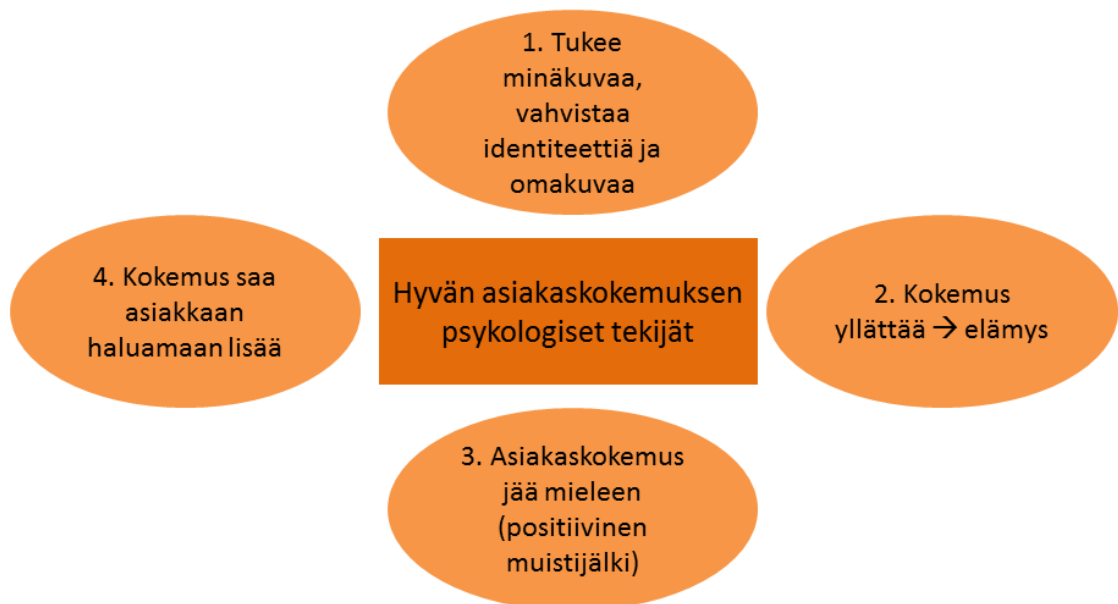 1. Tukee
minäkuvaa,
vahvistaa
identiteettiä ja
omakuvaa
Hyvän asiakaskokemuksen
psykologiset tekijät
2. Kokemus
yllättää → elämys
3. Asiakaskokemus
jää mieleen
(positiivinen
muistijälki)
4. Kokemus saa
asiakkaan
haluamaan lisää